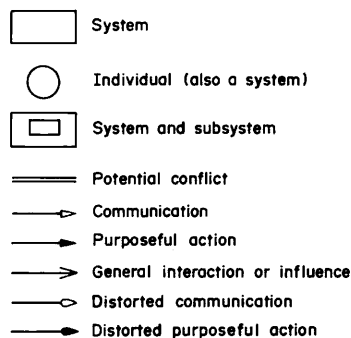 System
Individual (also a system)
System and subsystem
Potential conflict
Communication
Purposeful action
General interaction or influence
Distorted communication
Distorted purposeful action